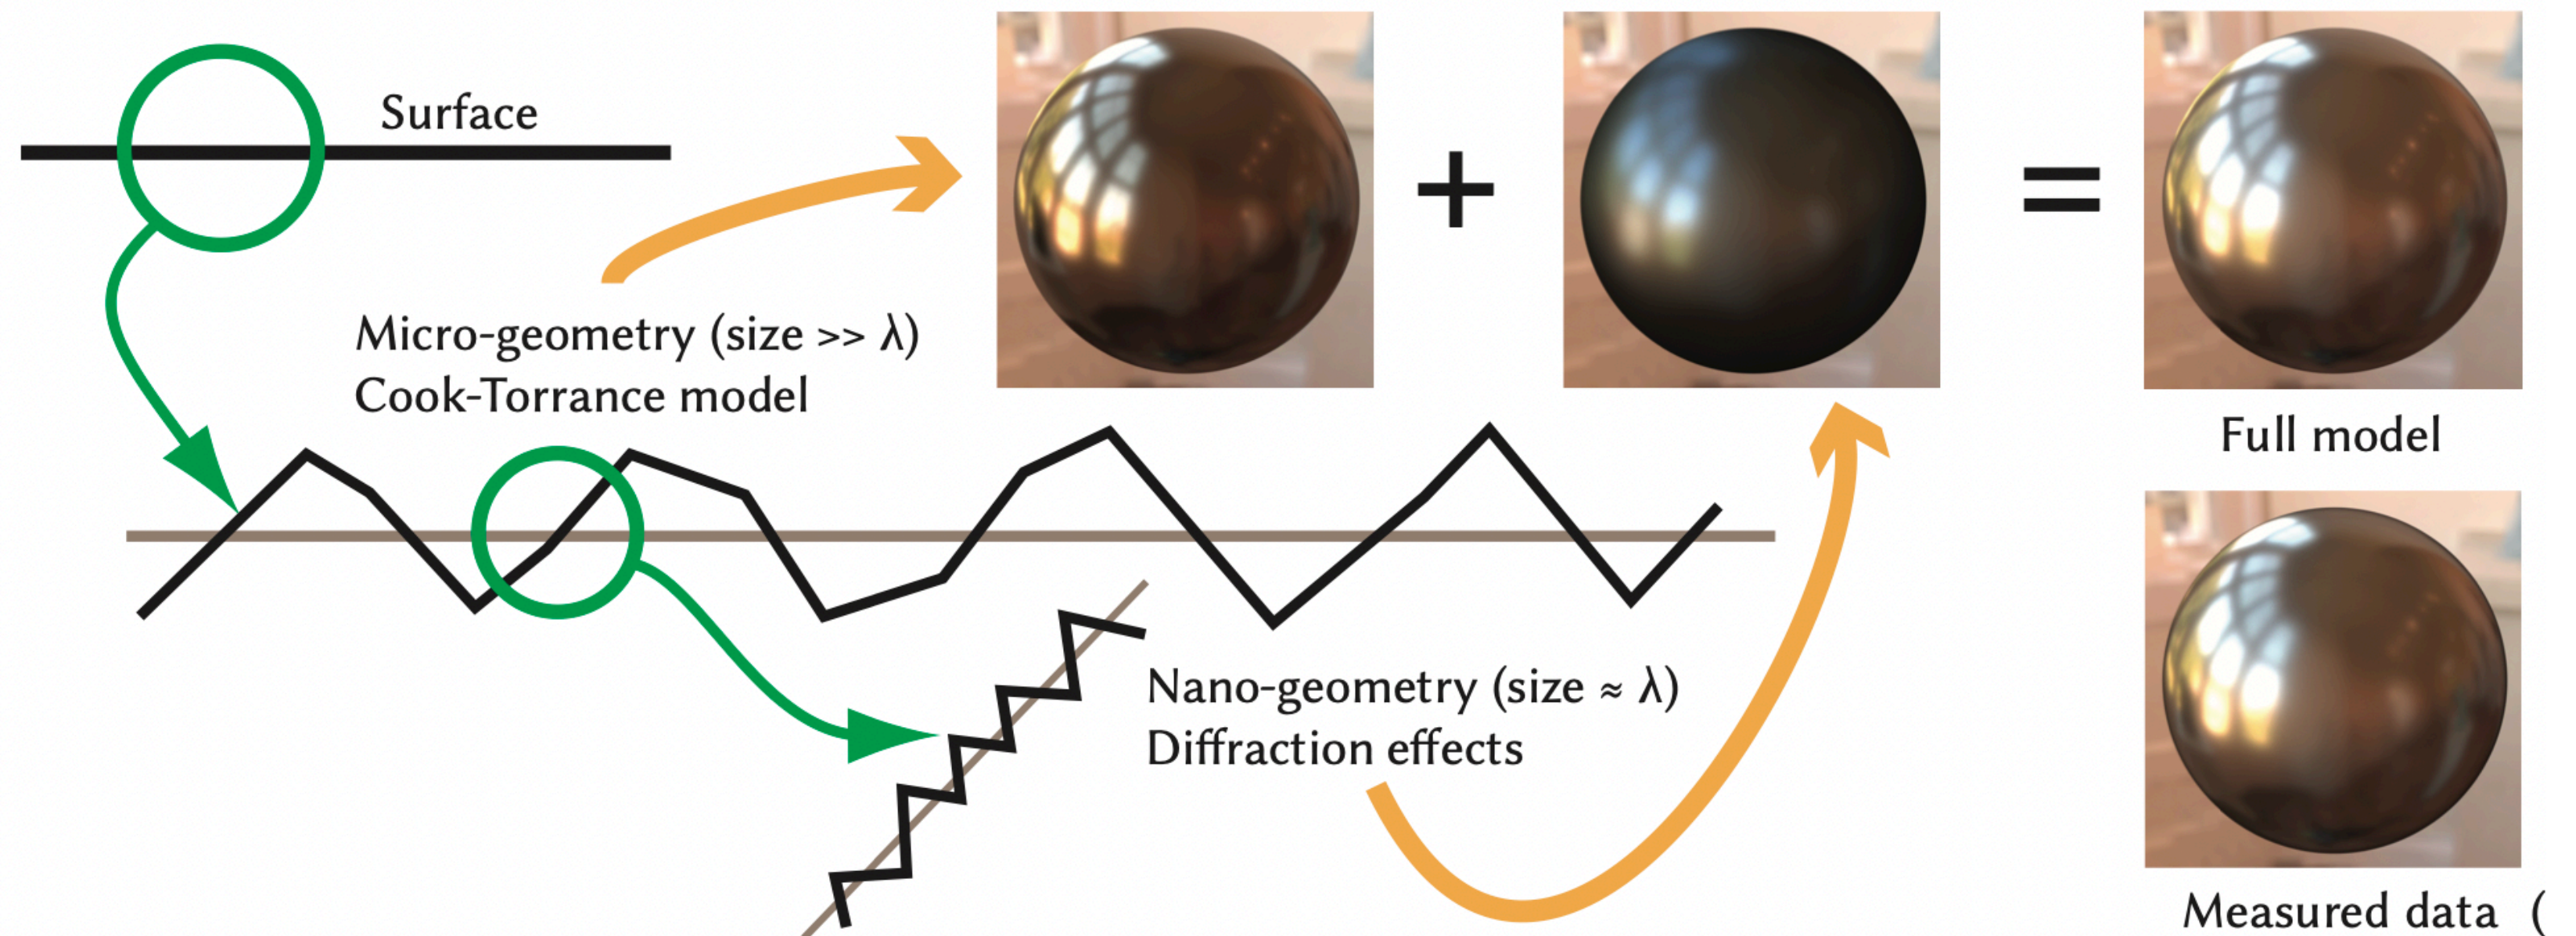 Surface
Micro-geometry (size >> λ)
Cook-Torrance model
+
=
Full model
Nano-geometry (size ≈ λ)
Diffraction effects
Measured data (